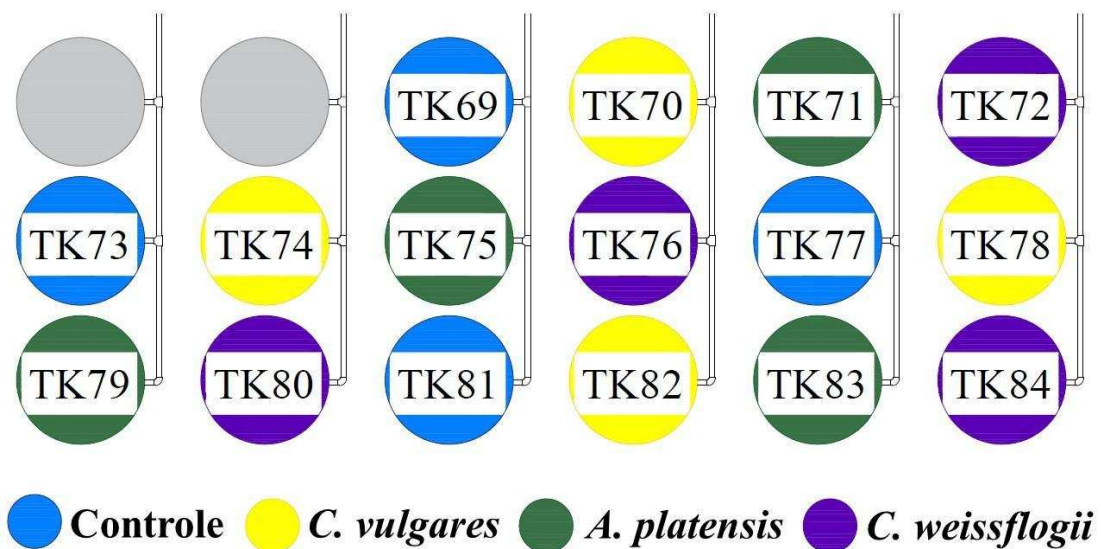 TK69 TK70 TK71 TK72
TK73 TK74 TK75 TK76 TK77 TK78
TK79 TK80 TK81 TK82 TK83 TK84
Controle C. vulgares A. platensis C. weissflogii